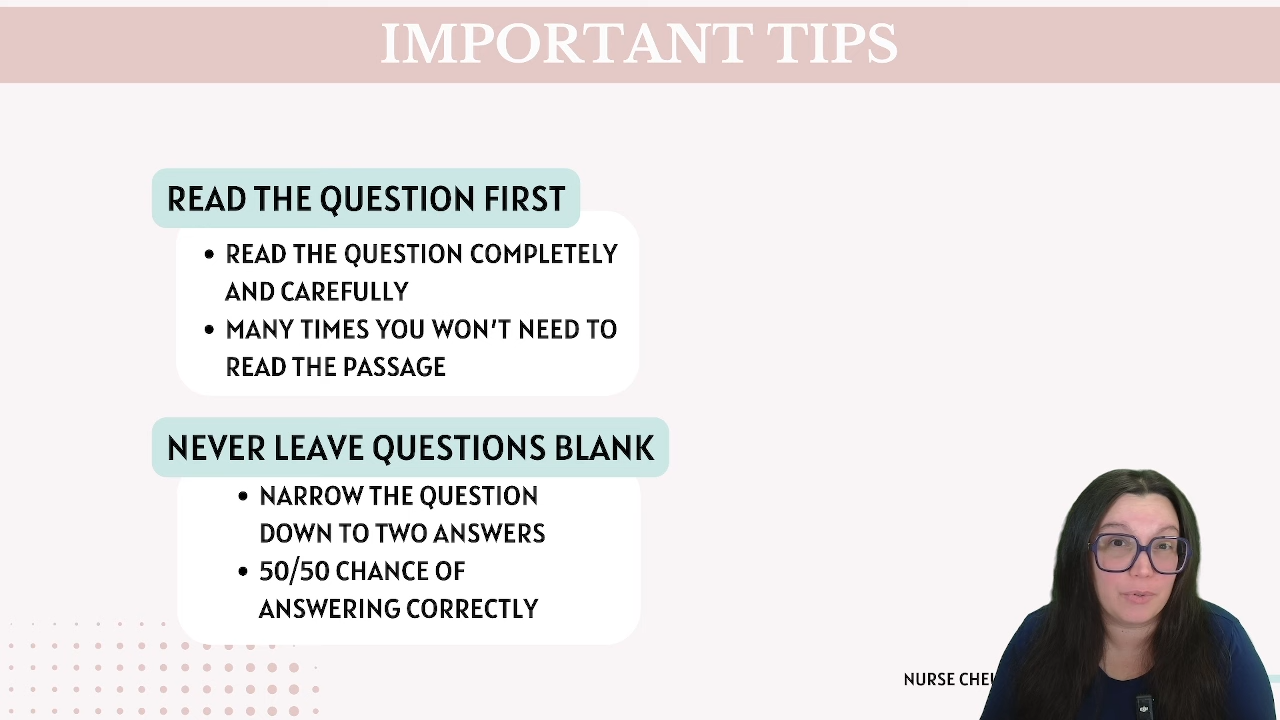 IMPORTANT TIPS
READ THE QUESTION FIRST
READ THE QUESTION COMPLETELY
AND CAREFULLY
MANY TIMES YOU WON'T NEED TO
READ THE PASSAGE
NEVER LEAVE QUESTIONS BLANK
NARROW THE QUESTION
DOWN TO TWO ANSWERS
50/50 CHANCE OF
ANSWERING CORRECTLY
NURSE